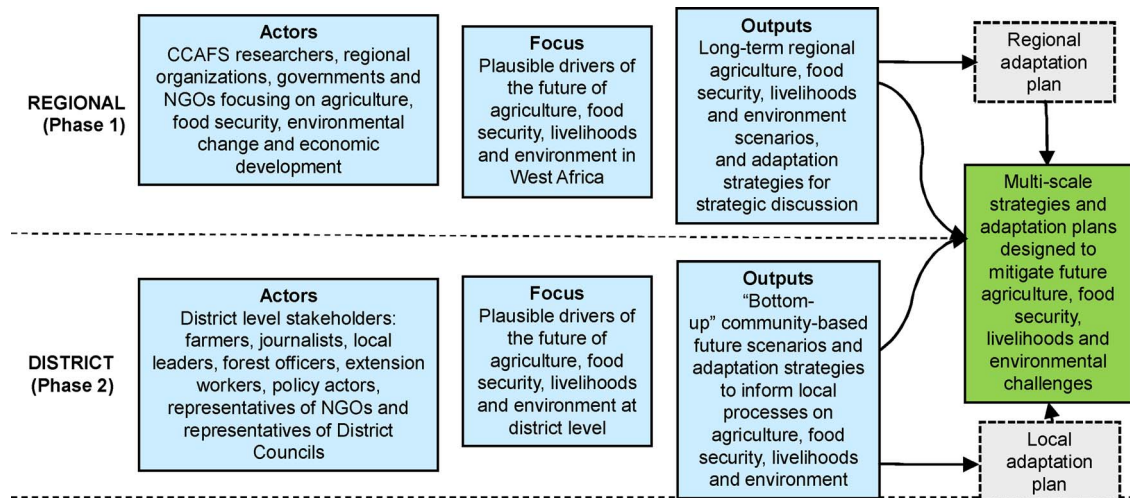 REGIONAL
(Phase 1)
Actors
CCAFS researchers, regional
organizations, governments and
NGOs focusing on agriculture,
food security, environmental
change and economic
development
Focus
Plausible drivers of
the future of
agriculture, food
security, livelihoods
and environment in
West Africa
Outputs
Long-term regional
agriculture, food
security, livelihoods
and environment
scenarios,
and adaptation
strategies for
strategic discussion
Regional
adaptation
plan
Multi-scale
strategies and
adaptation plans
designed to
mitigate future
agriculture, food
security,
livelihoods and
environmental
challenges
DISTRICT
(Phase 2)
Actors
District level stakeholders:
farmers, journalists, local
leaders, forest officers, extension
workers, policy actors,
representatives of NGOs and
representatives of District
Councils
Focus
Plausible drivers of
the future of
agriculture, food
security, livelihoods
and environment at
district level
Outputs
“Bottom-
up” community-based
future scenarios and
adaptation strategies
to inform local
processes on
agriculture, food
security, livelihoods
and environment
Local
adaptation
plan